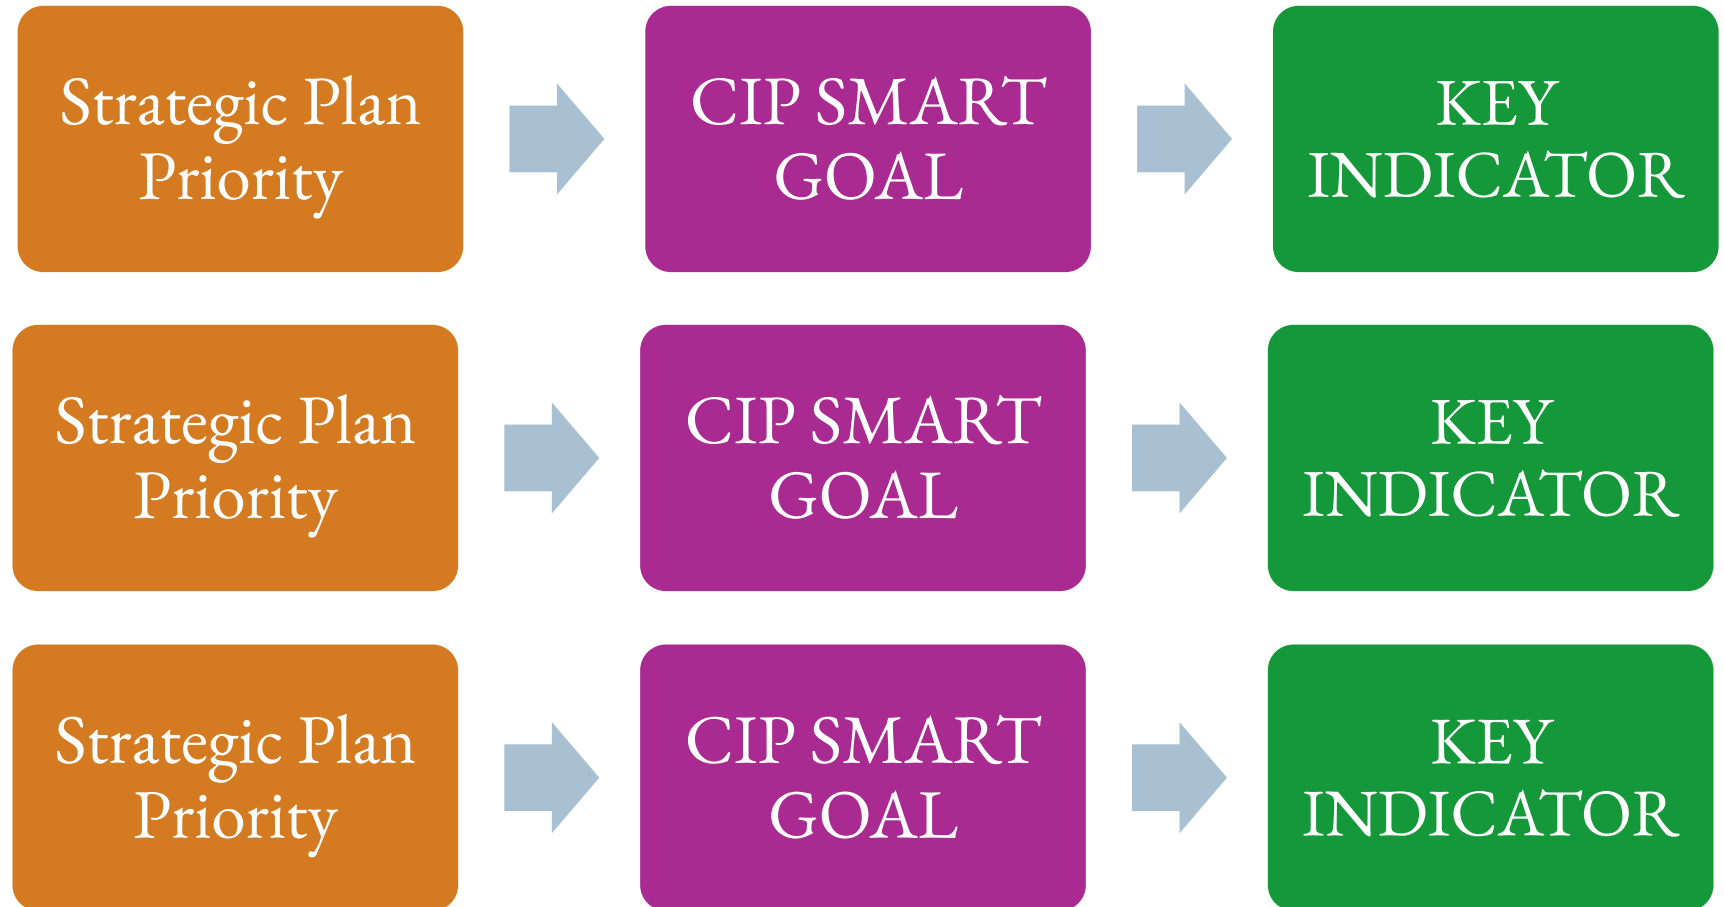 Strategic Plan
Priority
CIP SMART
GOAL
KEY
INDICATOR
Strategic Plan
Priority
CIP SMART
GOAL
KEY
INDICATOR
Strategic Plan
Priority
CIP SMART
GOAL
KEY
INDICATOR